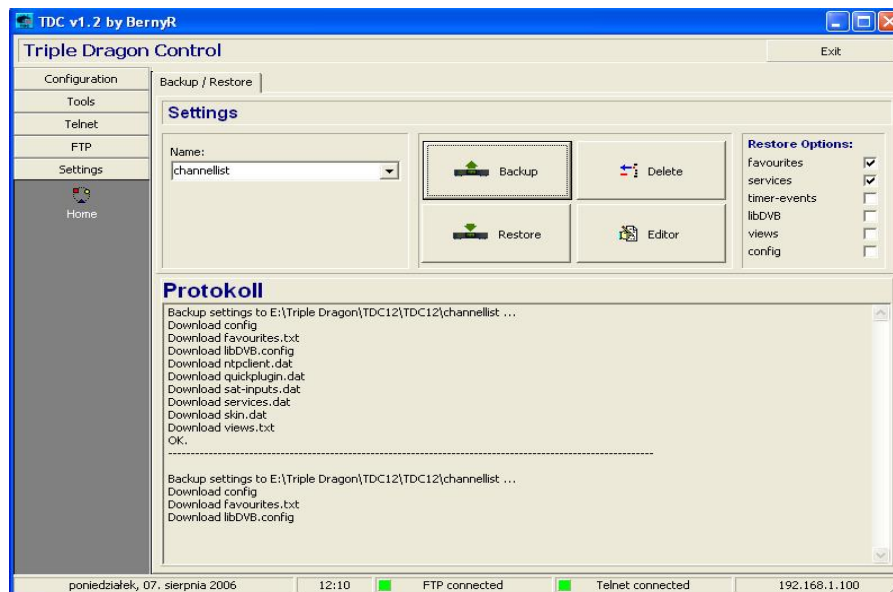 TDC v1.2 by BernyR
Triple Dragon Control
Exit
Configuration
Tools
Telnet
FTP
Settings
Home
Backup / Restore
Settings
Name:
channellist
Backup
Delete
Restore
Editor
Restore Options:
favourites
services
timer-events
libDVB
views
config
Protokoll
Backup settings to E:\Triple Dragon\TDC12\TDC12\channellist ...
Download config
Download favourites.txt
Download libDVB.config
Download ntpclient.dat
Download quickplugin.dat
Download sat-inputs.dat
Download services.dat
Download skin.dat
Download views.txt
OK.
Backup settings to E:\Triple Dragon\TDC12\TDC12\channellist ...
Download config
Download favourites.txt
Download libDVB.config
poniedziałek, 07. sierpnia 2006
12:10
FTP connected
Telnet connected
192.168.1.100